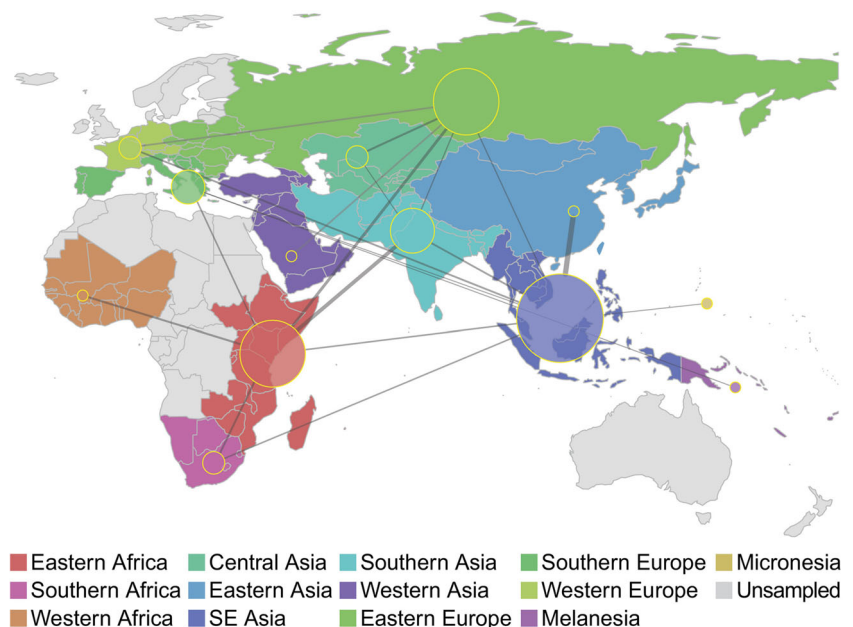 Eastern Africa Central Asia Southern Asia Southern Europe Micronesia
Southern Africa Eastern Asia Western Asia Western Europe Unsampled
Western Africa SE Asia Eastern Europe Melanesia